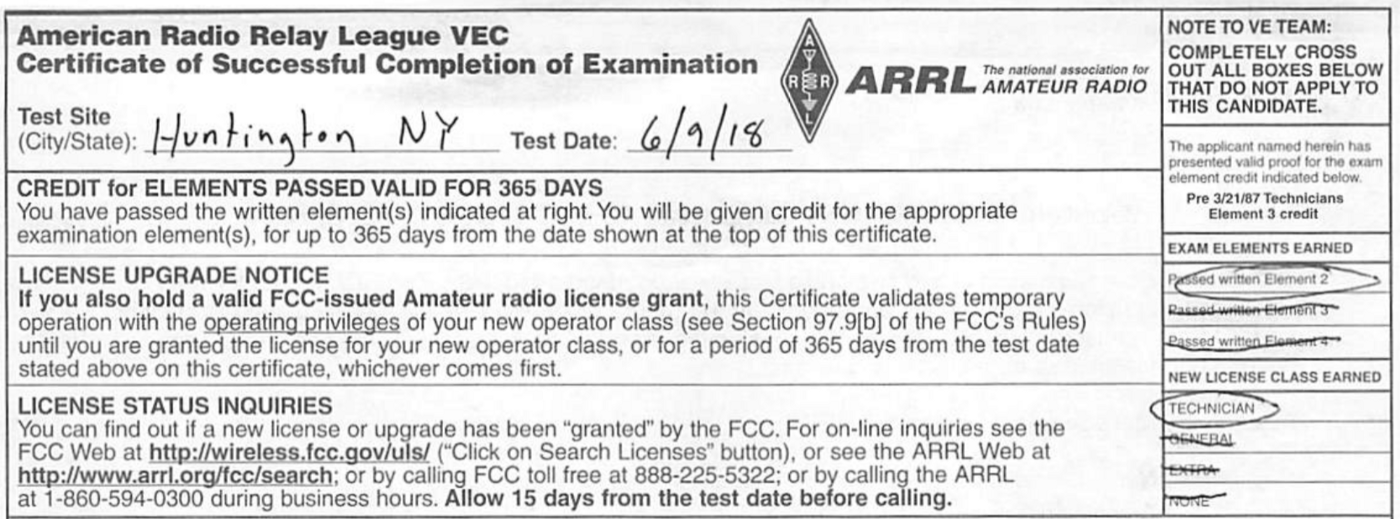 American Radio Relay League VEC
Certificate of Successful Completion of Examination
ARRL
ARRL The national association for
AMATEUR RADIO
Test Site
(City/State): Huntington NY Test Date: 6/9/18
CREDIT for ELEMENTS PASSED VALID FOR 365 DAYS
You have passed the written element(s) indicated at right. You will be given credit for the appropriate
examination element(s), for up to 365 days from the date shown at the top of this certificate.
LICENSE UPGRADE NOTICE
If you also hold a valid FCC-issued Amateur radio license grant, this Certificate validates temporary
operation with the operating privileges of your new operator class (see Section 97.9[b] of the FCC's Rules)
until you are granted the license for your new operator class, or for a period of 365 days from the test date
stated above on this certificate, whichever comes first.
LICENSE STATUS INQUIRIES
You can find out if a new license or upgrade has been “granted” by the FCC. For on-line inquiries see the
FCC Web at http://wireless.fcc.gov/uls/ (“Click on Search Licenses” button), or see the ARRL Web at
http://www.arrl.org/fcc/search; or by calling FCC toll free at 888-225-5322; or by calling the ARRL
at 1-860-594-0300 during business hours. Allow 15 days from the test date before calling.
NOTE TO VE TEAM:
COMPLETELY CROSS
OUT ALL BOXES BELOW
THAT DO NOT APPLY TO
THIS CANDIDATE.
The applicant named herein has
presented valid proof for the exam
element credit indicated below.
Pre 3/21/87 Technicians
Element 3 credit
EXAM ELEMENTS EARNED
Passed written Element 2
Passed written Element 3
Passed written Element 4
NEW LICENSE CLASS EARNED
TECHNICIAN
GENERAL
EXTRA
NONE